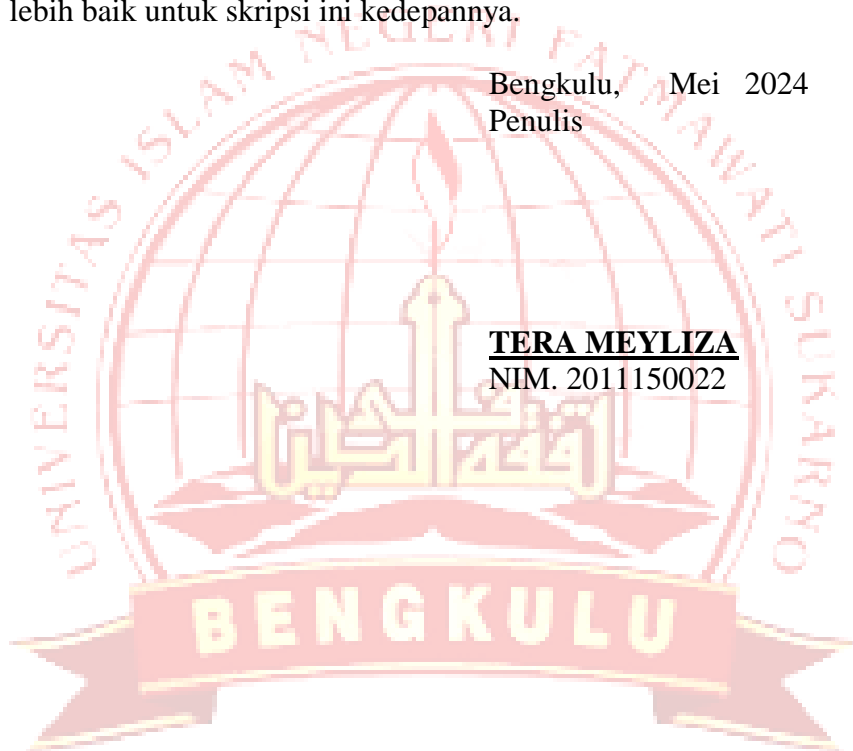 lebih baik untuk skripsi ini kedepannya.
Bengkulu, Mei 2024
Penulis
TERA MEYLIZA
NIM. 2011150022
UNIVERSITAS ISLAM NEGERI FATMAWATI SUKARNO
BENGKULU